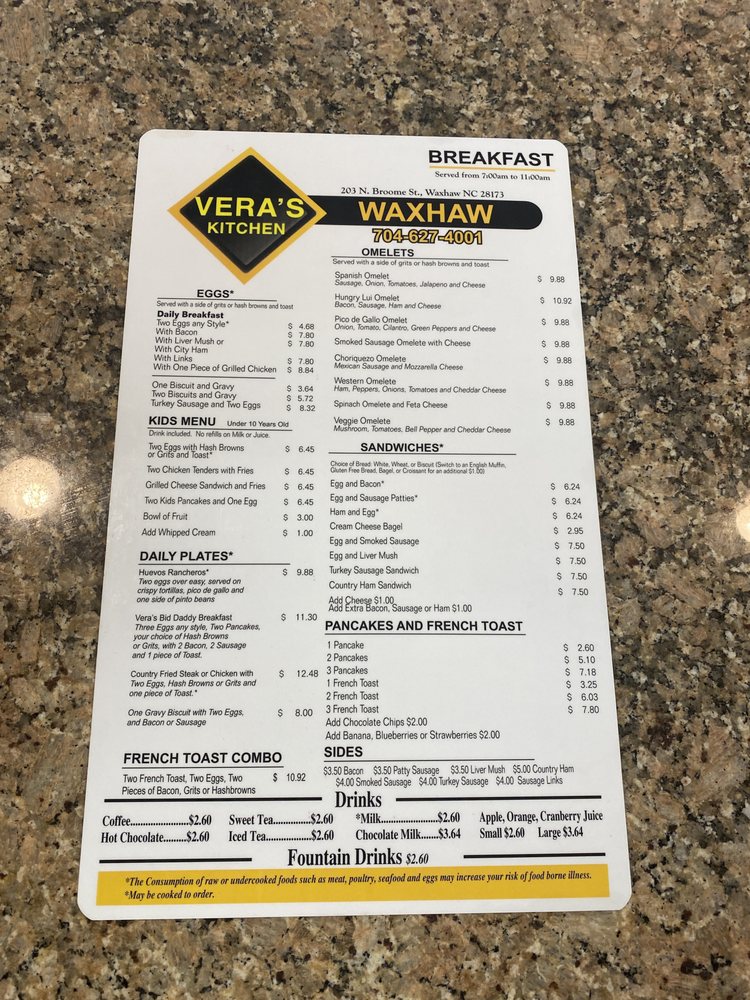 BREAKFAST
Served from 7:00am to 11:00am
VERA'S
KITCHEN
203 N. Broome St., Waxhaw NC 28173
WAXHAW
704-627-4001
EGGS*
Served with a side of grits or hash browns and toast
Daily Breakfast
Two Eggs any Style* $ 4.68
With Bacon $ 7.80
With Liver Mush or $ 7.80
With City Ham
With Links $ 7.80
With One Piece of Grilled Chicken $ 8.84
One Biscuit and Gravy $ 3.64
Two Biscuits and Gravy $ 5.72
Turkey Sausage and Two Eggs $ 8.32
KIDS MENU Under 10 Years Old
Drink included. No refills on Milk or Juice.
Two Eggs with Hash Browns $ 6.45
or Grits and Toast*
Two Chicken Tenders with Fries $ 6.45
Grilled Cheese Sandwich and Fries $ 6.45
Two Kids Pancakes and One Egg $ 6.45
Bowl of Fruit $ 3.00
Add Whipped Cream $ 1.00
DAILY PLATES*
Huevos Rancheros* $ 9.88
Two eggs over easy, served on
crispy tortillas, pico de gallo and
one side of pinto beans
Vera's Bid Daddy Breakfast $ 11.30
Three Eggs any style, Two Pancakes,
your choice of Hash Browns
or Grits, with 2 Bacon, 2 Sausage
and 1 piece of Toast.
Country Fried Steak or Chicken with $ 12.48
Two Eggs, Hash Browns or Grits and
one piece of Toast.*
One Gravy Biscuit with Two Eggs, $ 8.00
and Bacon or Sausage
FRENCH TOAST COMBO
Two French Toast, Two Eggs, Two $ 10.92
Pieces of Bacon, Grits or Hashbrowns
OMELETS
Served with a side of grits or hash browns and toast
Spanish Omelet $ 9.88
Sausage, Onion, Tomatoes, Jalapeno and Cheese
Hungry Lui Omelet $ 10.92
Bacon, Sausage, Ham and Cheese
Pico de Gallo Omelet $ 9.88
Onion, Tomato, Cilantro, Green Peppers and Cheese
Smoked Sausage Omelete with Cheese $ 9.88
Choriquezo Omelete $ 9.88
Mexican Sausage and Mozzarella Cheese
Western Omelete $ 9.88
Ham, Peppers, Onions, Tomatoes and Cheddar Cheese
Spinach Omelete and Feta Cheese $ 9.88
Veggie Omelete $ 9.88
Mushroom, Tomatoes, Bell Pepper and Cheddar Cheese
SANDWICHES*
Choice of Bread: White, Wheat, or Biscuit (Switch to an English Muffin,
Gluten Free Bread, Bagel, or Croissant for an additional $1.00)
Egg and Bacon* $ 6.24
Egg and Sausage Patties* $ 6.24
Ham and Egg* $ 6.24
Cream Cheese Bagel $ 2.95
Egg and Smoked Sausage $ 7.50
Egg and Liver Mush $ 7.50
Turkey Sausage Sandwich $ 7.50
Country Ham Sandwich $ 7.50
Add Cheese $1.00
Add Extra Bacon, Sausage or Ham $1.00
PANCAKES AND FRENCH TOAST
1 Pancake $ 2.60
2 Pancakes $ 5.10
3 Pancakes $ 7.18
1 French Toast $ 3.25
2 French Toast $ 6.03
3 French Toast $ 7.80
Add Chocolate Chips $2.00
Add Banana, Blueberries or Strawberries $2.00
SIDES
$3.50 Bacon $3.50 Patty Sausage $3.50 Liver Mush $5.00 Country Ham
$4.00 Smoked Sausage $4.00 Turkey Sausage $4.00 Sausage Links
Drinks
Coffee.......................$2.60 Sweet Tea..................$2.60 *Milk......................$2.60 Apple, Orange, Cranberry Juice
Hot Chocolate.........$2.60 Iced Tea....................$2.60 Chocolate Milk.......$3.64 Small $2.60 Large $3.64
Fountain Drinks $2.60
*The Consumption of raw or undercooked foods such as meat, poultry, seafood and eggs may increase your risk of food borne illness.
*May be cooked to order.